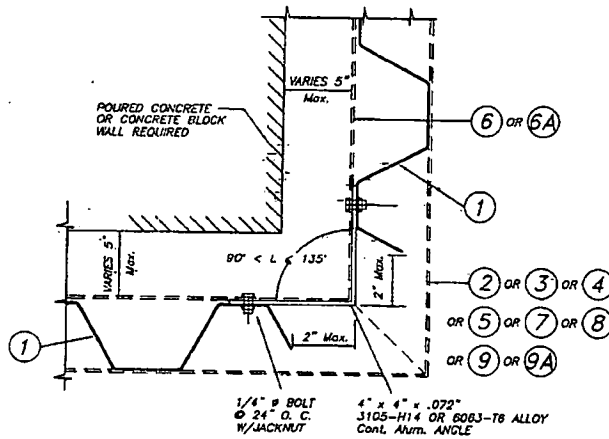 VARIES 5"
Max.
POURED CONCRETE
OR CONCRETE BLOCK
WALL REQUIRED
6 OR 6A
1
VARIES 5"
Max.
90° < L < 135°
2" Max.
2 OR 3 OR 4
OR 5 OR 7 OR 8
OR 9 OR 9A
1
2" Max.
1/4" ø BOLT
@ 24" O. C.
W/JACKNUT
4" x 4" x .072"
3105-H14 OR 6063-T6 ALLOY
Cont. Alum. ANGLE